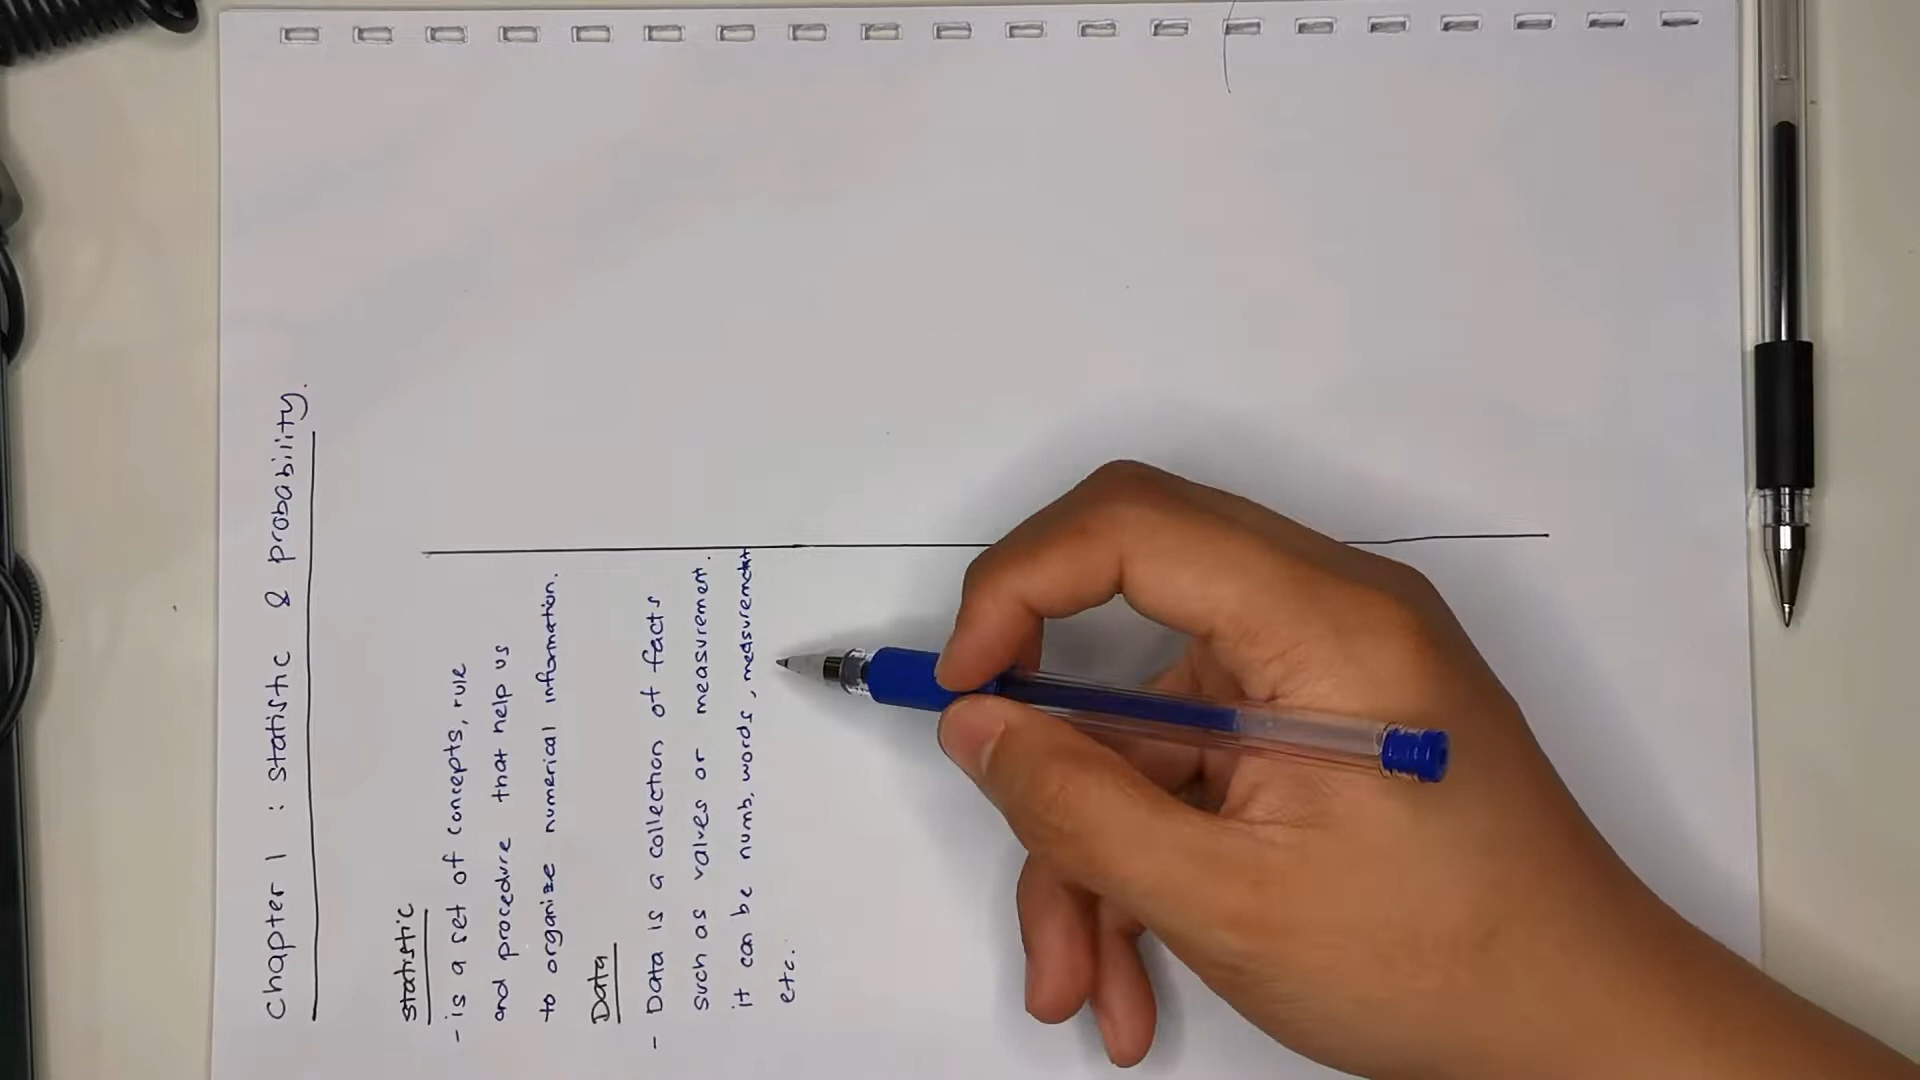 Chapter 1 : statistic & probability.
statistic
- is a set of concepts, rule
and procedure that help us
to organize numerical information.
Data
- Data is a collection of facts
such as values or measurement.
it can be numb, words, measurement
etc.